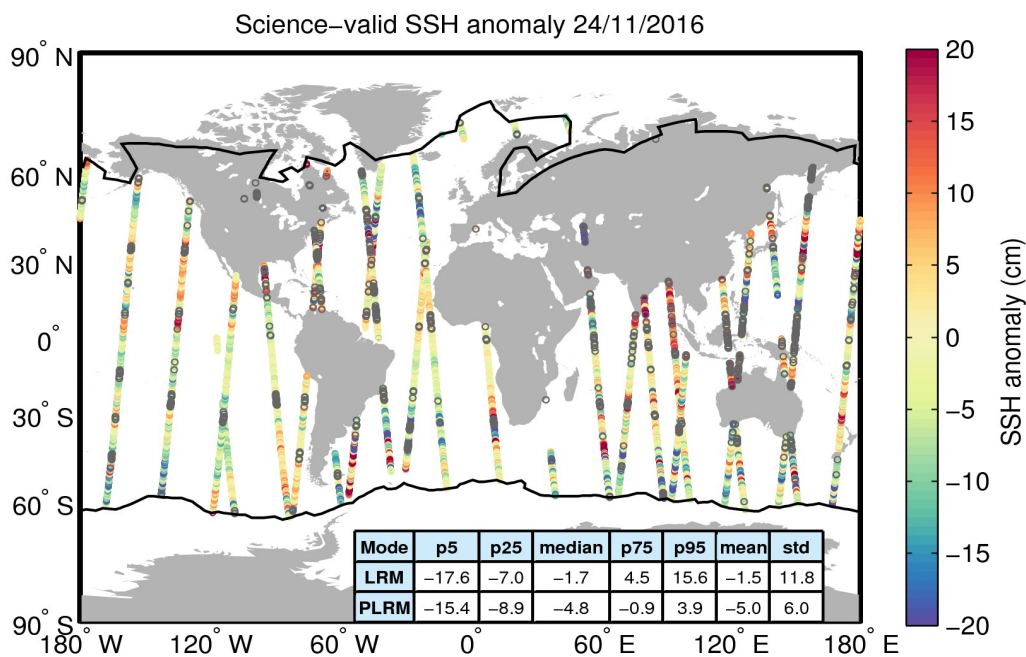 Science−valid SSH anomaly 24/11/2016
90° N
60° N
30° N
0°
30° S
60° S
90° S
180° W
120° W
60° W
0°
60° E
120° E
180° E
20
15
10
5
0
−5
−10
−15
−20
SSH anomaly (cm)
Mode p5 p25 median p75 p95 mean std
LRM −17.6 −7.0 −1.7 4.5 15.6 −1.5 11.8
PLRM −15.4 −8.9 −4.8 −0.9 3.9 −5.0 6.0